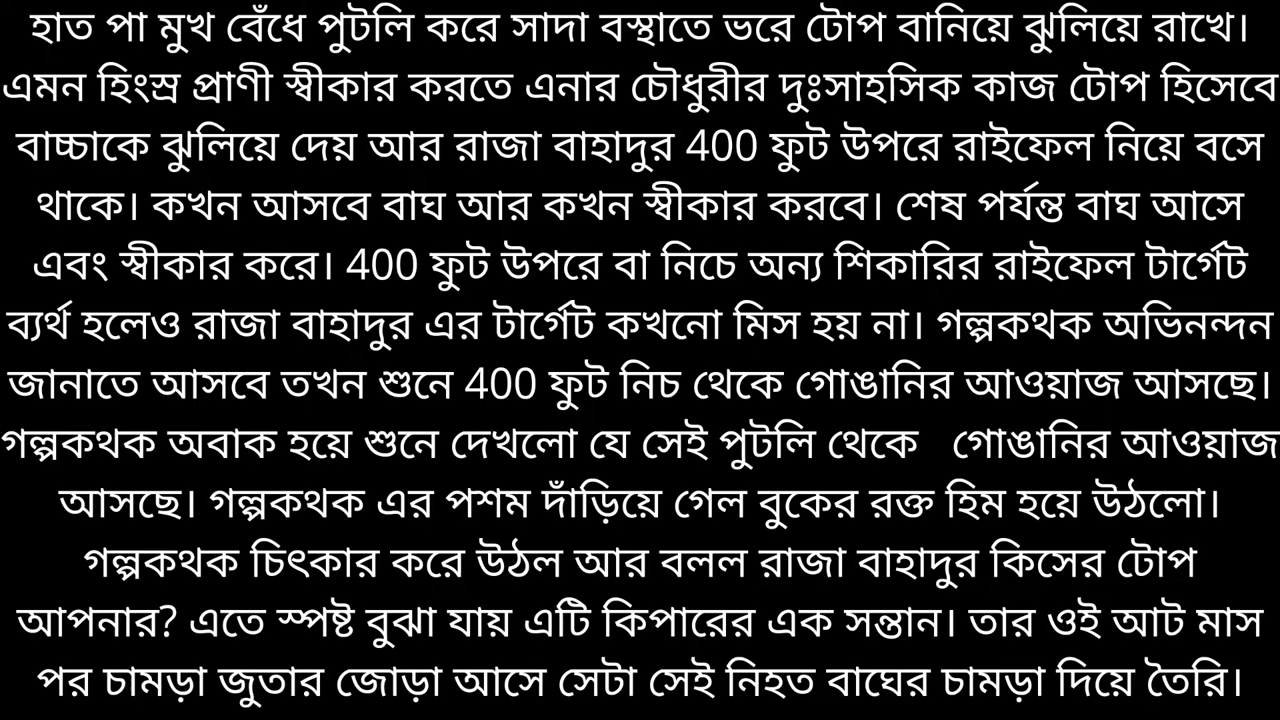 হাত পা মুখ বেঁধে পুটলি করে সাদা বস্থাতে ভরে টোপ বানিয়ে ঝুলিয়ে রাখে।
এমন হিংস্র প্রাণী স্বীকার করতে এনার চৌধুরীর দুঃসাহসিক কাজ টোপ হিসেবে
বাচ্চাকে ঝুলিয়ে দেয় আর রাজা বাহাদুর 400 ফুট উপরে রাইফেল নিয়ে বসে
থাকে। কখন আসবে বাঘ আর কখন স্বীকার করবে। শেষ পর্যন্ত বাঘ আসে
এবং স্বীকার করে। 400 ফুট উপরে বা নিচে অন্য শিকারির রাইফেল টার্গেট
ব্যর্থ হলেও রাজা বাহাদুর এর টার্গেট কখনো মিস হয় না। গল্পকথক অভিনন্দন
জানাতে আসবে তখন শুনে 400 ফুট নিচ থেকে গোঙানির আওয়াজ আসছে।
গল্পকথক অবাক হয়ে শুনে দেখলো যে সেই পুটলি থেকে গোঙানির আওয়াজ
আসছে। গল্পকথক এর পশম দাঁড়িয়ে গেল বুকের রক্ত হিম হয়ে উঠলো।
গল্পকথক চিৎকার করে উঠল আর বলল রাজা বাহাদুর কিসের টোপ
আপনার? এতে স্পষ্ট বুঝা যায় এটি কিপারের এক সন্তান। তার ওই আট মাস
পর চামড়া জুতার জোড়া আসে সেটা সেই নিহত বাঘের চামড়া দিয়ে তৈরি।